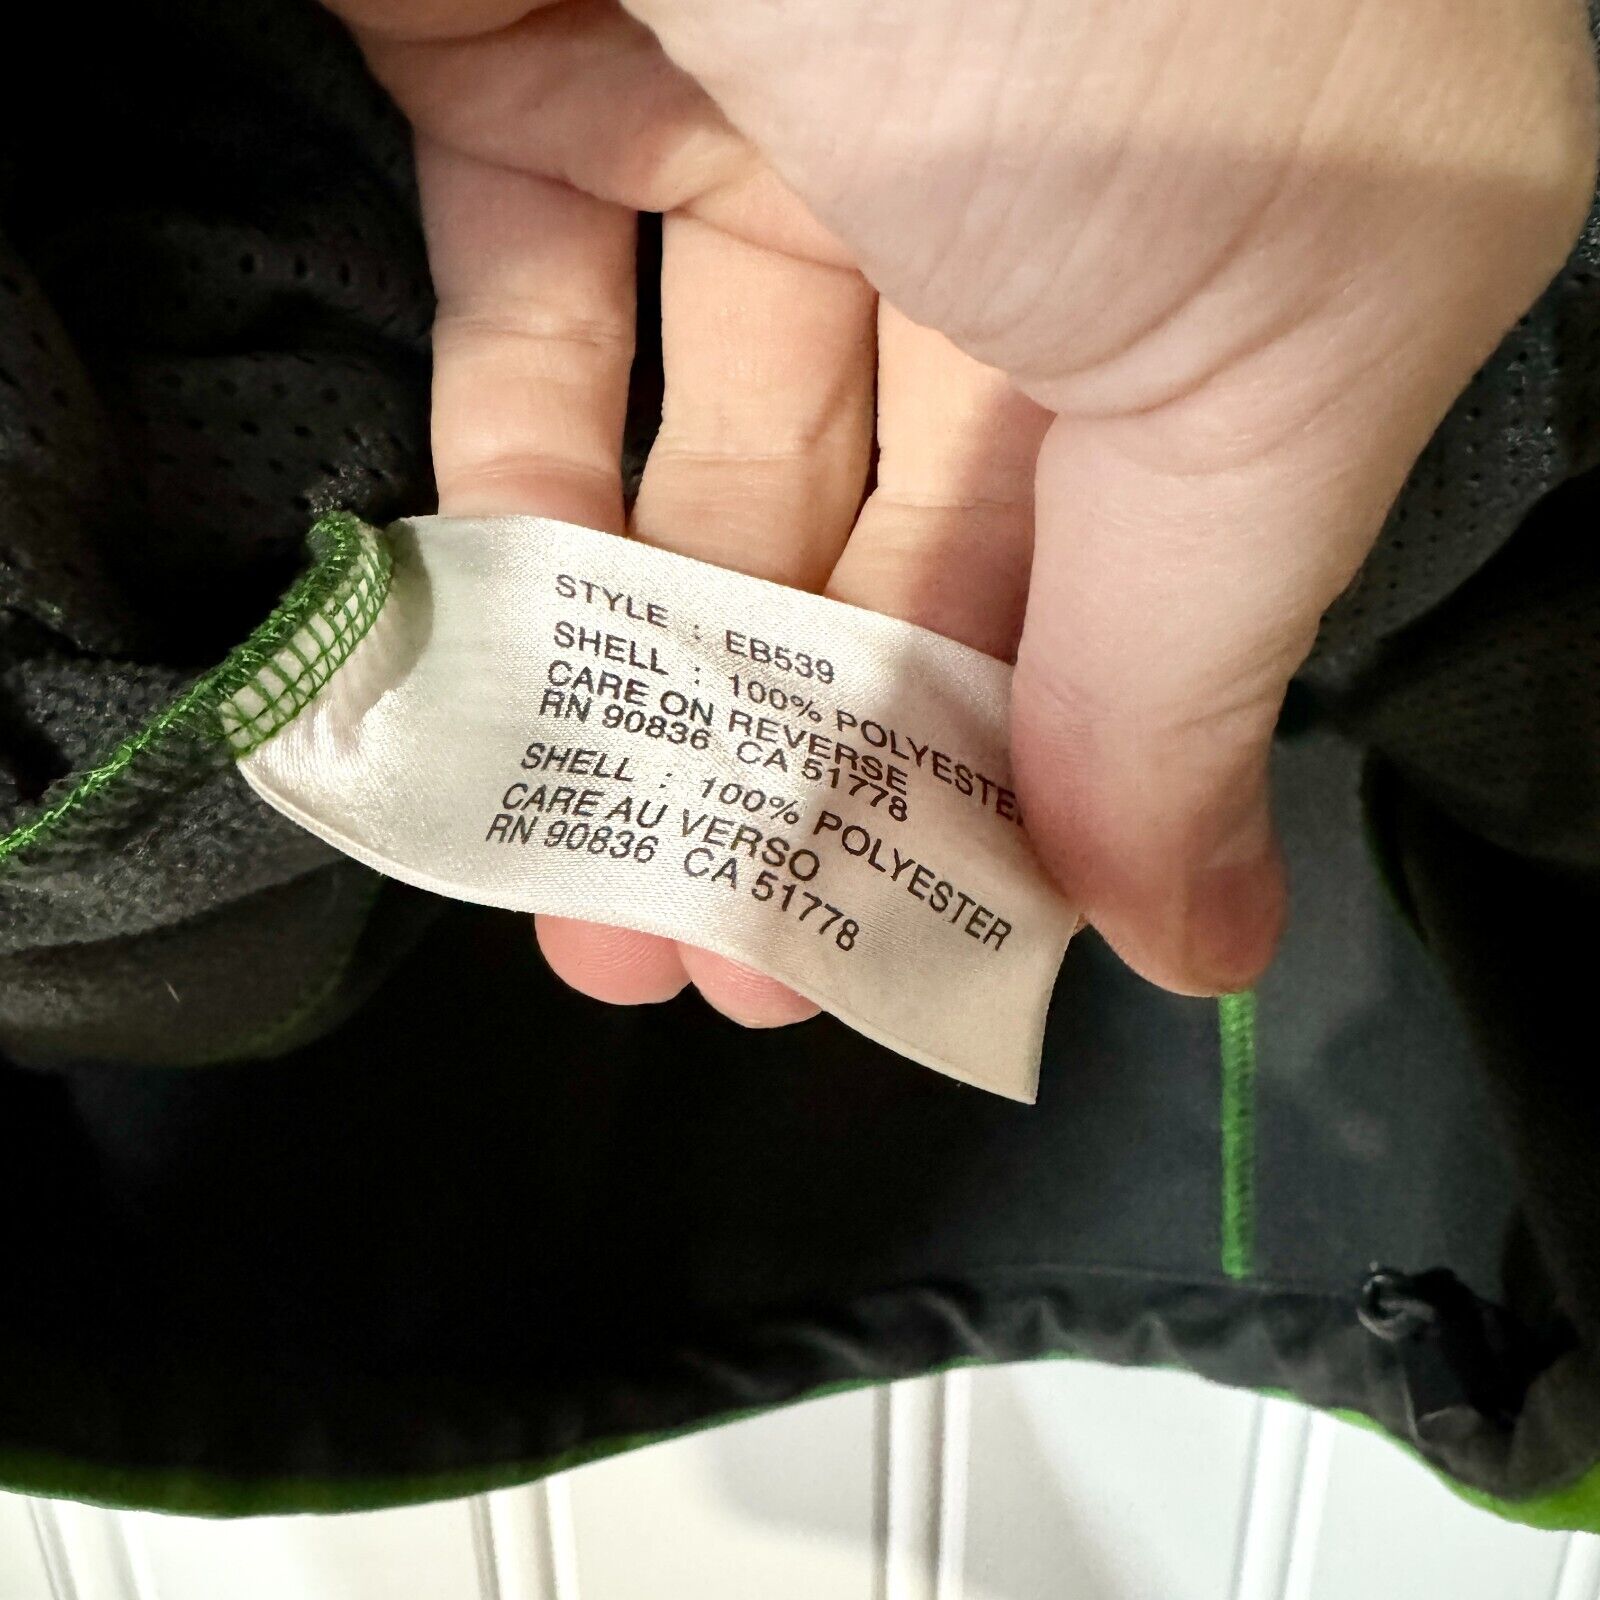 STYLE : EB539
SHELL : 100% POLYESTER
CARE ON REVERSE
RN 90836 CA 51778
SHELL : 100% POLYESTER
CARE AU VERSO
RN 90836 CA 51778